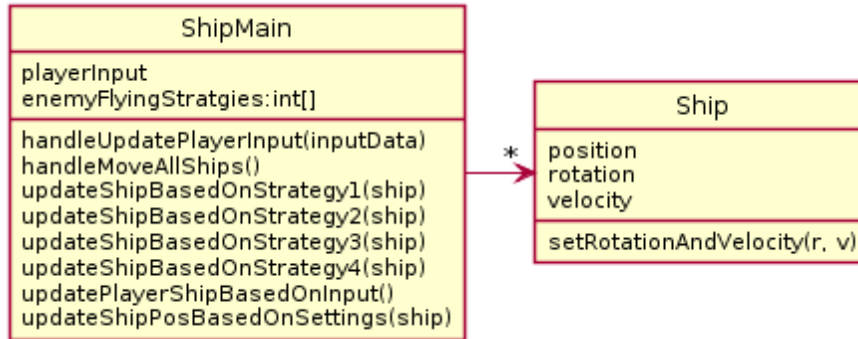 ShipMain
playerInput
enemyFlyingStratgies:int[]
handleUpdatePlayerInput(inputData)
handleMoveAllShips()
updateShipBasedOnStrategy1(ship)
updateShipBasedOnStrategy2(ship)
updateShipBasedOnStrategy3(ship)
updateShipBasedOnStrategy4(ship)
updatePlayerShipBasedOnInput()
updateShipPosBasedOnSettings(ship)
*
Ship
position
rotation
velocity
setRotationAndVelocity(r, v)